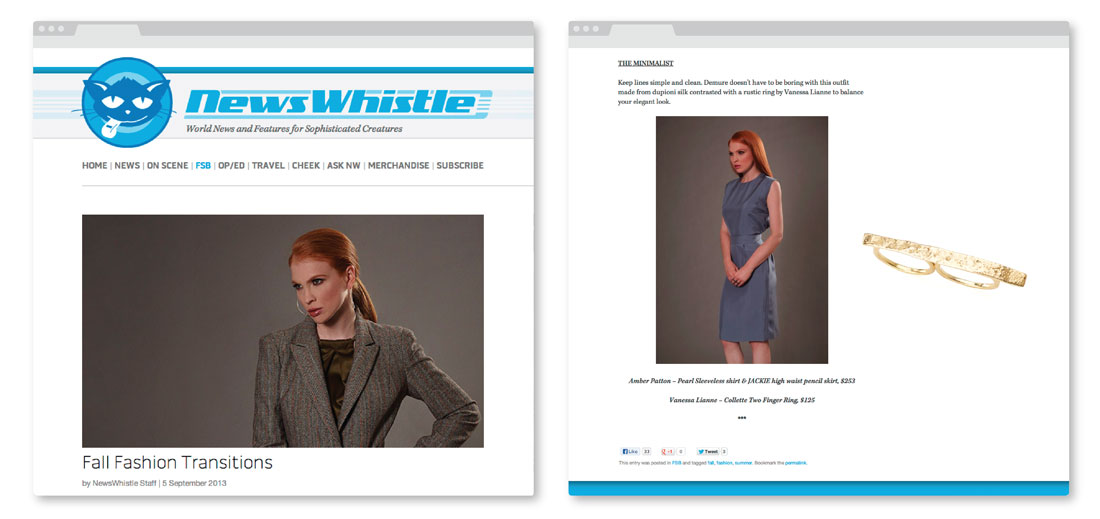 NewsWhistle
World News and Features for Sophisticated Creatures
HOME | NEWS | ON SCENE | FSB | OP/ED | TRAVEL | CHEEK | ASK NW | MERCHANDISE | SUBSCRIBE
Fall Fashion Transitions
by NewsWhistle Staff | 5 September 2013
THE MINIMALIST
Keep lines simple and clean. Demure doesn't have to be boring with this outfit
made from dupioni silk contrasted with a rustic ring by Vanessa Lianne to balance
your elegant look.
Amber Patton – Pearl Sleeveless shirt & JACKIE high waist pencil skirt, $253
Vanessa Lianne – Collette Two Finger Ring, $125
***
Like 33 +1 0 Tweet 3
This entry was posted in FSB and tagged fall, fashion, summer. Bookmark the permalink.